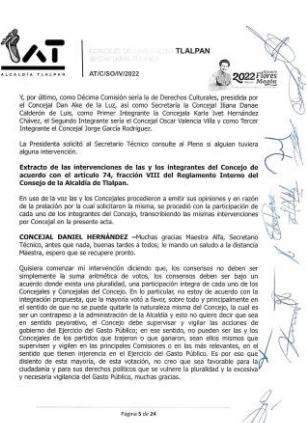 CONCEJO DE LA ALCALDÍA TLALPAN
SECRETARÍA TÉCNICA
AT
ALCALDÍA TLALPAN
AT/C/SO/IV/2022
2022 Flores
Magón
Y, por último, como Décima Comisión sería la de Derechos Culturales, presidida por
el Concejal Dan Ake de la Luz, así como Secretaria la Concejal Iliana Danae
Calderón de Luis, como Primer Integrante la Concejala Karle Ivet Hernández
Chávez, el Segundo Integrante sería el Concejal Oscar Valencia Villa y como Tercer
Integrante el Concejal Jorge García Rodríguez.
La Presidenta solicitó al Secretario Técnico consulte al Pleno si alguien tuviera
alguna intervención.
Extracto de las intervenciones de las y los integrantes del Concejo de
acuerdo con el artículo 74, fracción VIII del Reglamento Interno del
Consejo de la Alcaldía de Tlalpan.
En uso de la voz las y los Concejales procedieron a emitir sus opiniones y en razón
de la prelación por la cual solicitaron la misma, se procedió con la participación de
cada uno de los integrantes del Concejo, transcribiendo las mismas intervenciones
por Concejal en la presente acta.
CONCEJAL DANIEL HERNÁNDEZ –Muchas gracias Maestra Alfa, Secretario
Técnico, antes que nada, buenas tardes a todos; le mando un saludo a la distancia
Maestra, espero que se recupere pronto.
Quisiera comenzar mi intervención diciendo que, los consensos no deben ser
simplemente la suma aritmética de votos, los consensos deben ser bajo un
acuerdo donde exista una pluralidad, una participación íntegra de cada uno de los
Concejales y Concejalas del Concejo. En lo particular, no estoy de acuerdo con la
integración propuesta, que la mayoría votó a favor, sobre todo y principalmente en
el sentido de que no se puede quitarle la naturaleza misma del Concejo, la cual es
ser un contrapeso a la administración de la Alcaldía y esto no quiere decir que sea
en sentido peyorativo, el Concejo debe supervisar y vigilar las acciones de
gobierno del Ejercicio del Gasto Público; en ese sentido, no pueden ser las y los
Concejales de los partidos que trajeron o que ganaron, sean ellos mismos que
supervisen y vigilen en las principales Comisiones o en las más relevantes, en el
sentido que tienen injerencia en el Ejercicio del Gasto Público. Es por eso que
disiento de esta mayoría, de esta votación, no creo que sea favorable para la
ciudadanía y para sus derechos políticos que se vulnere la pluralidad y la excesiva
y necesaria vigilancia del Gasto Público, muchas gracias.
Página 5 de 24